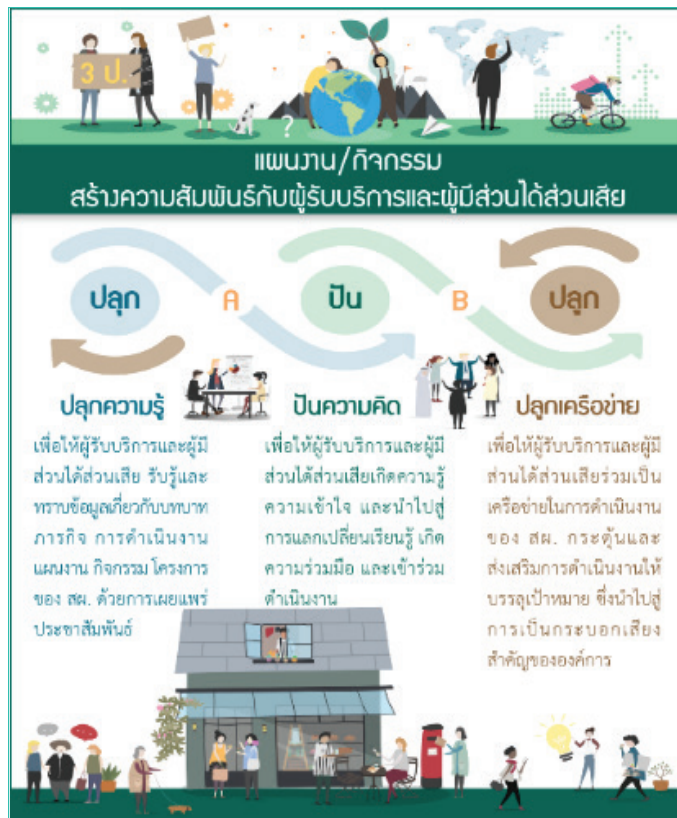 3 ป.
?
แผนงาน/กิจกรรม
สร้างความสัมพันธ์กับผู้รับบริการและผู้มีส่วนได้ส่วนเสีย
ปลุก
A
ปัน
B
ปลูก
ปลุกความรู้
เพื่อให้ผู้รับบริการและผู้มี
ส่วนได้ส่วนเสีย รับรู้และ
ทราบข้อมูลเกี่ยวกับบทบาท
ภารกิจ การดำเนินงาน
แผนงาน กิจกรรม โครงการ
ของ สผ. ด้วยการเผยแพร่
ประชาสัมพันธ์
ปันความคิด
เพื่อให้ผู้รับบริการและผู้มี
ส่วนได้ส่วนเสียเกิดความรู้
ความเข้าใจ และนำไปสู่
การแลกเปลี่ยนเรียนรู้ เกิด
ความร่วมมือ และเข้าร่วม
ดำเนินงาน
ปลูกเครือข่าย
เพื่อให้ผู้รับบริการและผู้มี
ส่วนได้ส่วนเสียร่วมเป็น
เครือข่ายในการดำเนินงาน
ของ สผ. กระตุ้นและ
ส่งเสริมการดำเนินงานให้
บรรลุเป้าหมาย ซึ่งนำไปสู่
การเป็นกระบอกเสียง
สำคัญขององค์การ